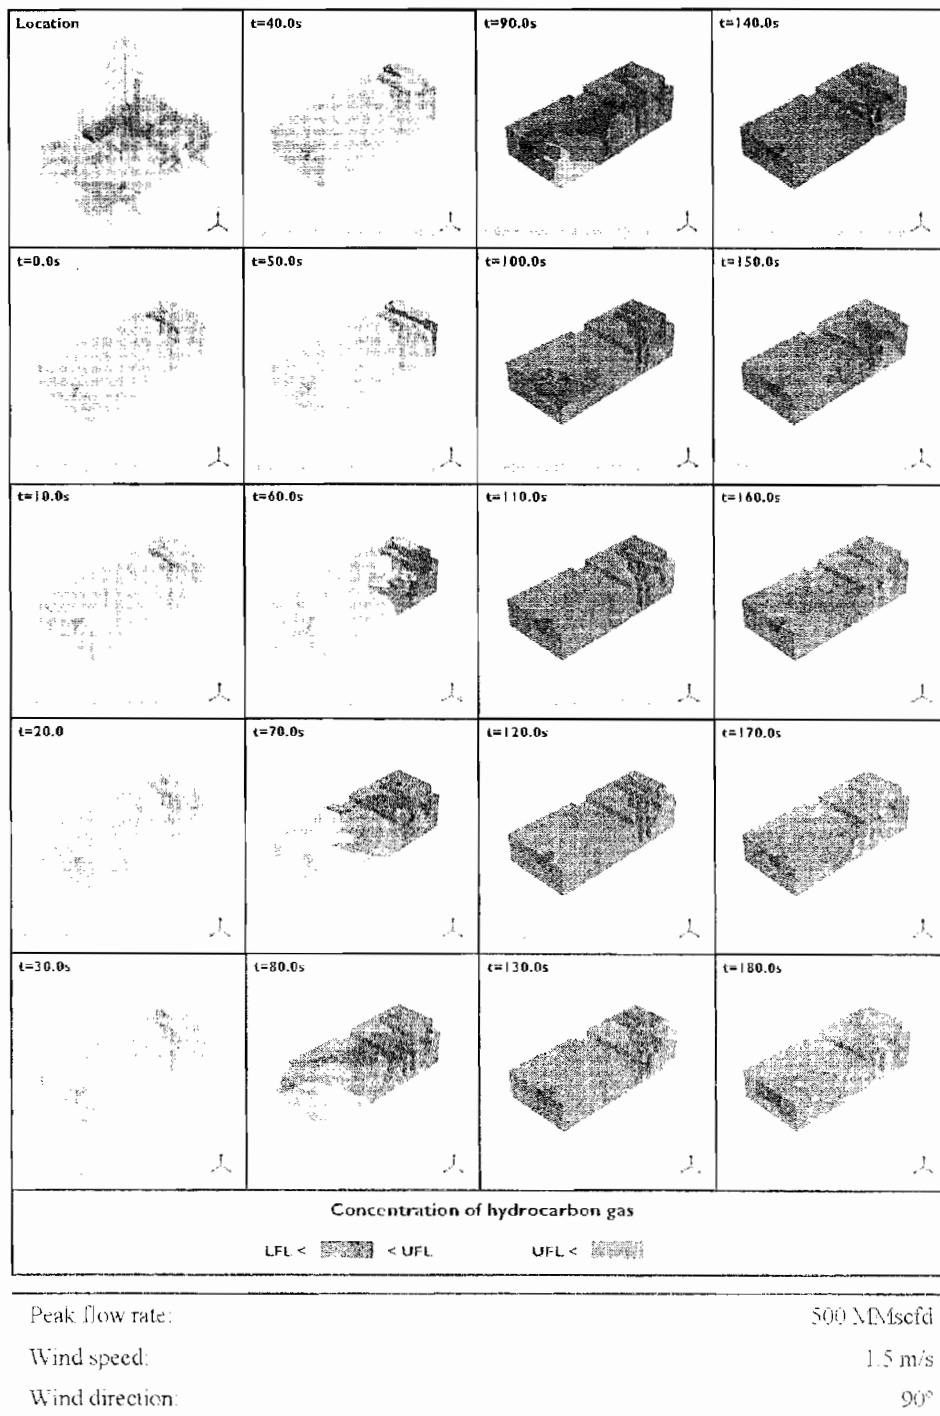 Location
t=40.0s
t=90.0s
t=140.0s
t=0.0s
t=50.0s
t=100.0s
t=150.0s
t=10.0s
t=60.0s
t=110.0s
t=160.0s
t=20.0
t=70.0s
t=120.0s
t=170.0s
t=30.0s
t=80.0s
t=130.0s
t=180.0s
Concentration of hydrocarbon gas
LFL < < UFL UFL <
Peak flow rate: 500 MMscfd
Wind speed: 1.5 m/s
Wind direction: 90°